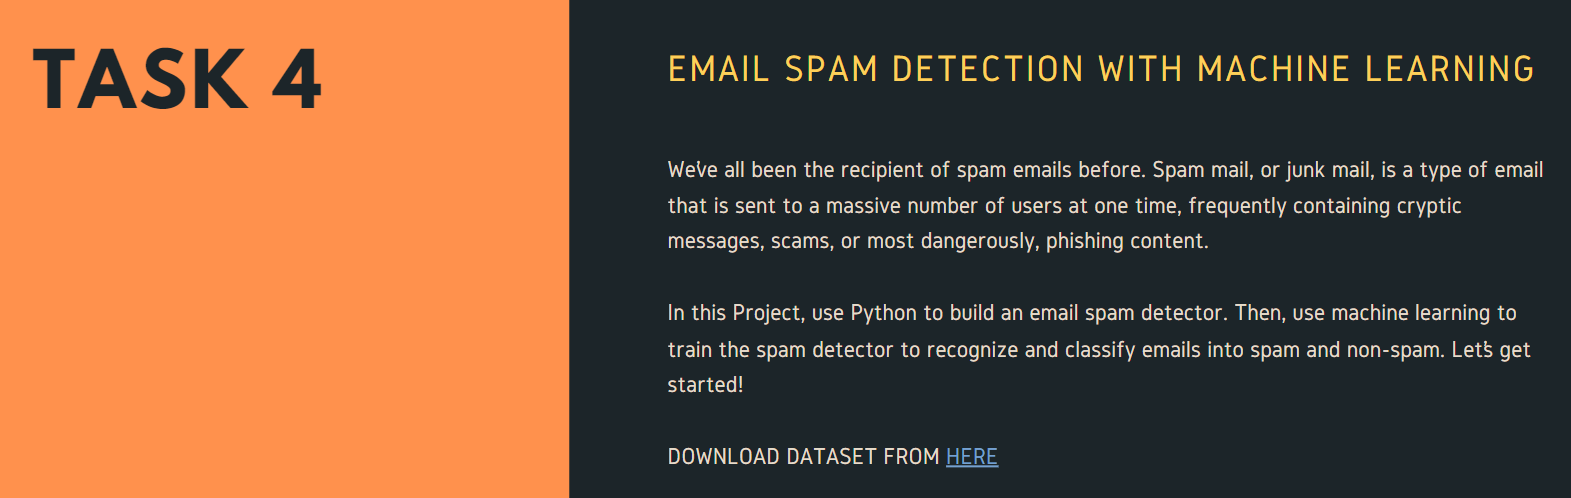 TASK 4
EMAIL SPAM DETECTION WITH MACHINE LEARNING
We've all been the recipient of spam emails before. Spam mail, or junk mail, is a type of email
that is sent to a massive number of users at one time, frequently containing cryptic
messages, scams, or most dangerously, phishing content.
In this Project, use Python to build an email spam detector. Then, use machine learning to
train the spam detector to recognize and classify emails into spam and non-spam. Let's get
started!
DOWNLOAD DATASET FROM HERE